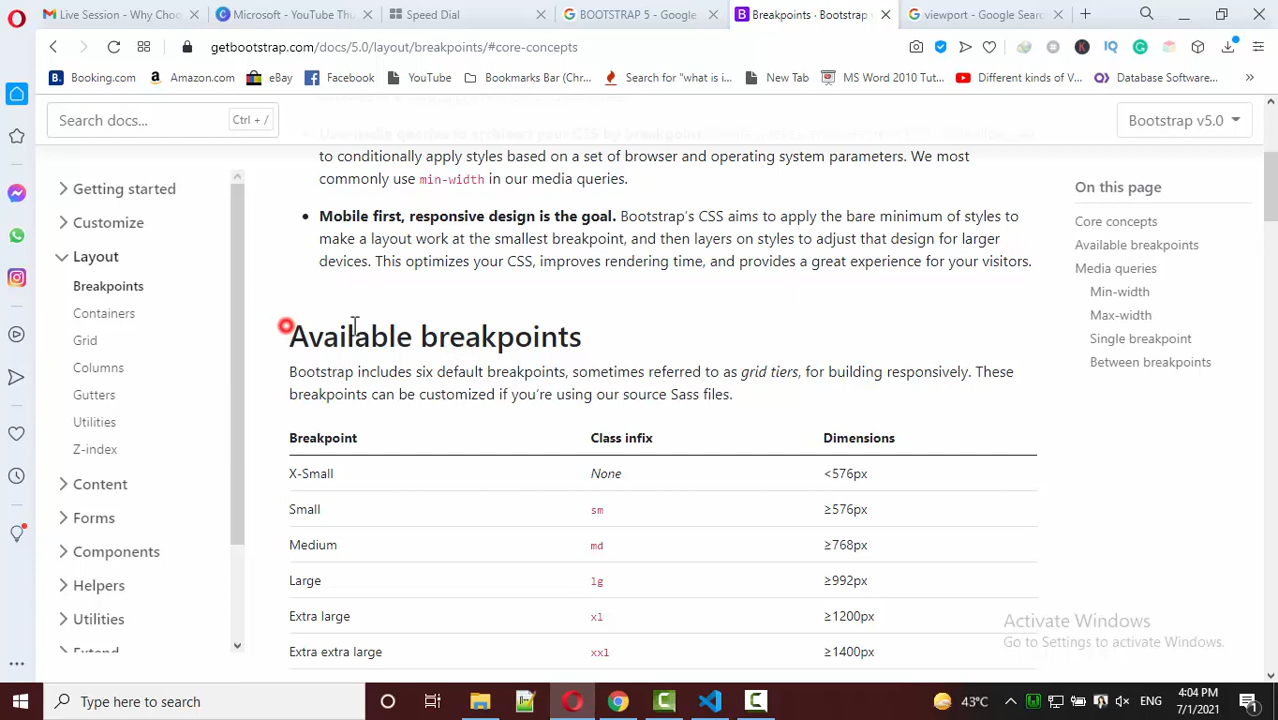 Live Session - Why Choo
Microsoft - YouTube Thu
Speed Dial
BOOTSTRAP 5 - Google
Breakpoints · Bootstrap
viewport - Google Sear
getbootstrap.com/docs/5.0/layout/breakpoints/#core-concepts
Booking.com
Amazon.com
eBay
Facebook
YouTube
Bookmarks Bar (Chr...
Search for "what is i...
New Tab
MS Word 2010 Tut...
Different kinds of V...
Database Software...
Search docs...
Ctrl + /
Bootstrap v5.0
Getting started
Customize
Layout
Breakpoints
Containers
Grid
Columns
Gutters
Utilities
Z-index
Content
Forms
Components
Helpers
Utilities
Extend
to conditionally apply styles based on a set of browser and operating system parameters. We most
commonly use min-width in our media queries.
• Mobile first, responsive design is the goal. Bootstrap's CSS aims to apply the bare minimum of styles to
make a layout work at the smallest breakpoint, and then layers on styles to adjust that design for larger
devices. This optimizes your CSS, improves rendering time, and provides a great experience for your visitors.
Available breakpoints
Bootstrap includes six default breakpoints, sometimes referred to as grid tiers, for building responsively. These
breakpoints can be customized if you're using our source Sass files.
Breakpoint Class infix Dimensions
X-Small None <576px
Small sm ≥576px
Medium md ≥768px
Large lg ≥992px
Extra large xl ≥1200px
Extra extra large xxl ≥1400px
On this page
Core concepts
Available breakpoints
Media queries
Min-width
Max-width
Single breakpoint
Between breakpoints
Activate Windows
Go to Settings to activate Windows.
Type here to search
43°C
ENG
4:04 PM
7/1/2021